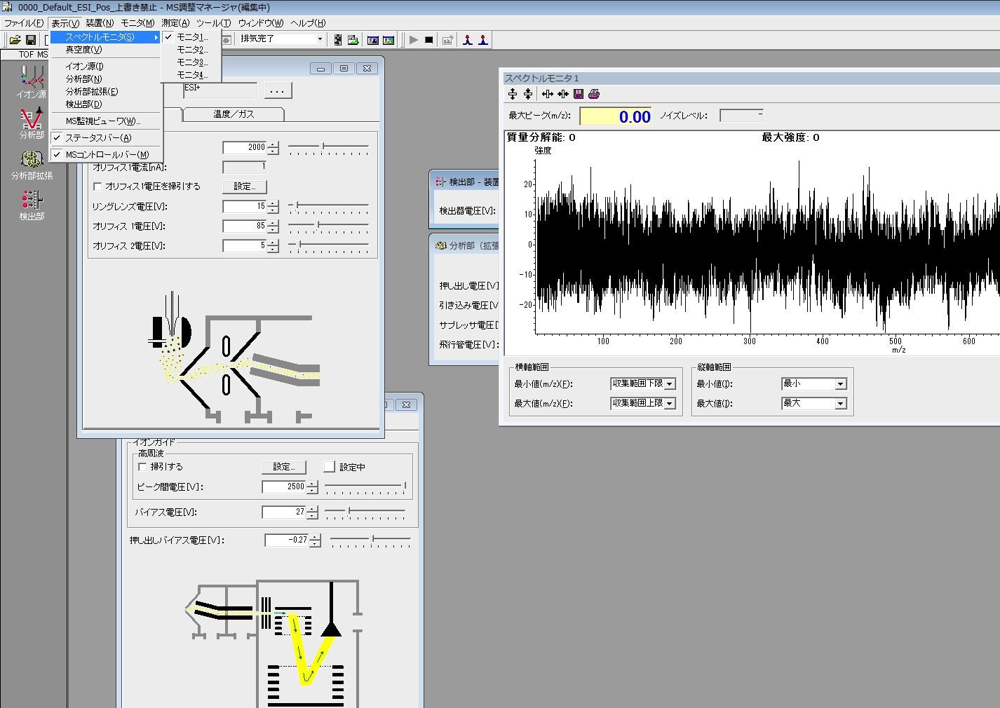 0000_Default_ESI_Pos_上書き禁止 - MS調整マネージャ(編集中)
ファイル(F) 表示(V) 装置(N) モニタ(M) 測定(A) ツール(T) ウィンドウ(W) ヘルプ(H)
排気完了
TOF MS
イオン源
分析部
分析部拡張
検出部
スペクトルモニタ(S)
真空度(V)
イオン源(I)
分析部(N)
分析部拡張(E)
検出部(D)
MS監視ビューワ(W)...
ステータスバー(A)
MSコントロールバー(M)
モニタ1...
モニタ2...
モニタ3...
モニタ4...
ESI+
...
温度／ガス
2000
オリフィス1電流[nA]: 1
オリフィス1電圧を掃引する 設定...
リングレンズ電圧[V]: 15
オリフィス 1電圧[V]: 85
オリフィス 2電圧[V]: 5
イオンガイド
高周波
掃引する 設定... 設定中
ピーク間電圧[V]: 2500
バイアス電圧[V]: 27
押し出しバイアス電圧[V]: -0.27
検出部 - 装置
検出器電圧[V]:
分析部（拡張
押し出し電圧[V]
引き込み電圧[V
サプレッサ電圧[
飛行管電圧[V]:
スペクトルモニタ 1
最大ピーク(m/z): 0.00 ノイズレベル: -
質量分解能: 0 最大強度: 0
強度
20
10
0
-10
-20
100 200 300 400 500 600
m/z
横軸範囲
最小値(m/z)(F): 収集範囲下限
最大値(m/z)(F): 収集範囲上限
縦軸範囲
最小値(I): 最小
最大値(I): 最大